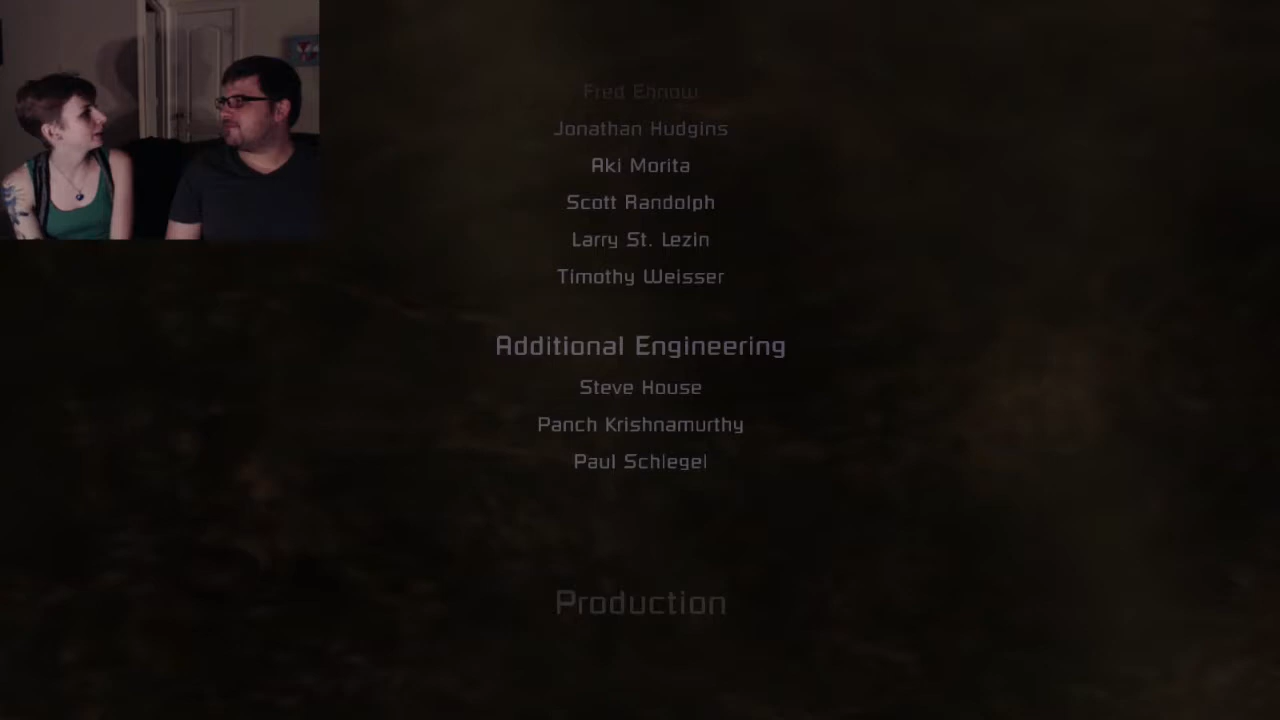 Fred Ehnow
Jonathan Hudgins
Aki Morita
Scott Randolph
Larry St. Lezin
Timothy Weisser
Additional Engineering
Steve House
Panch Krishnamurthy
Paul Schlegel
Production